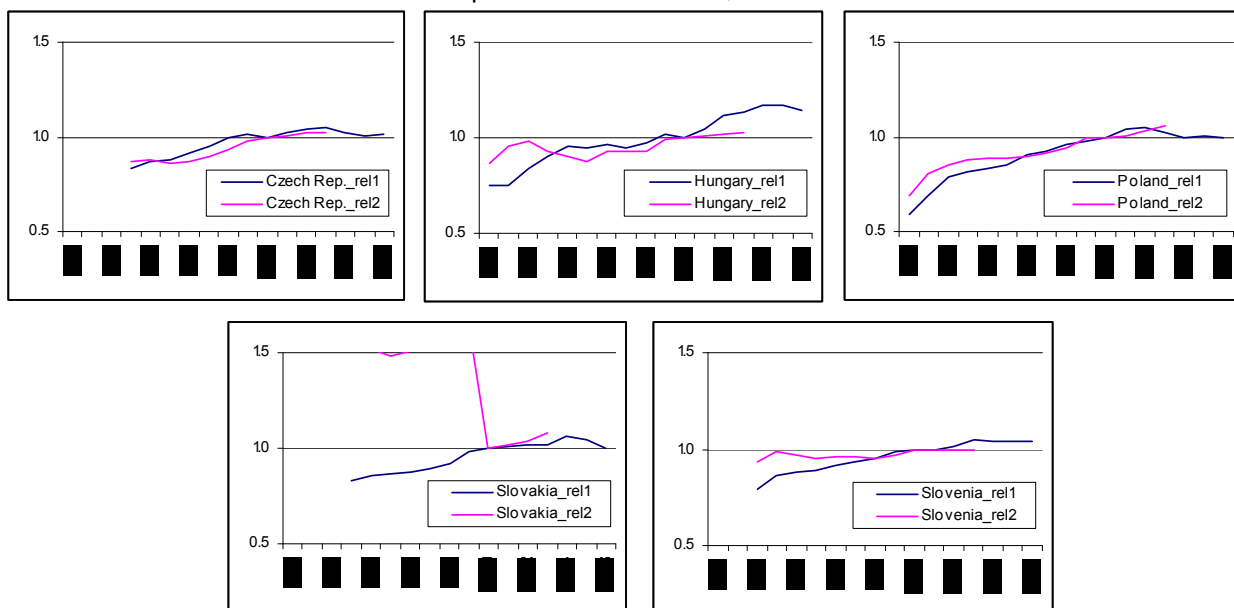 1.5
1.0
0.5
Czech Rep._rel1
Czech Rep._rel2
1.5
1.0
0.5
Hungary_rel1
Hungary_rel2
1.5
1.0
0.5
Poland_rel1
Poland_rel2
1.5
1.0
0.5
Slovakia_rel1
Slovakia_rel2
1.5
1.0
0.5
Slovenia_rel1
Slovenia_rel2